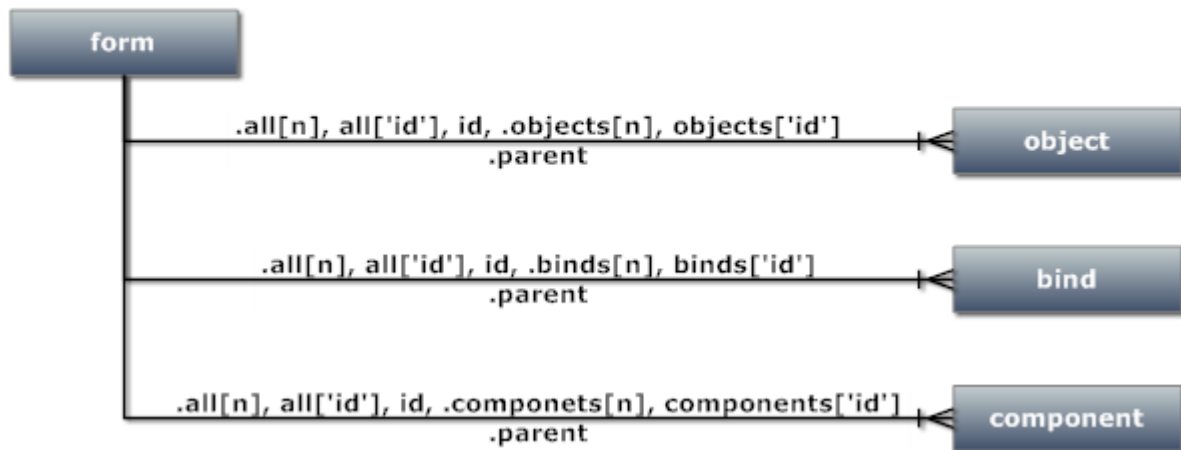 form
.all[n], all['id'], id, .objects[n], objects['id']
.parent
object
.all[n], all['id'], id, .binds[n], binds['id']
.parent
bind
.all[n], all['id'], id, .componets[n], components['id']
.parent
component